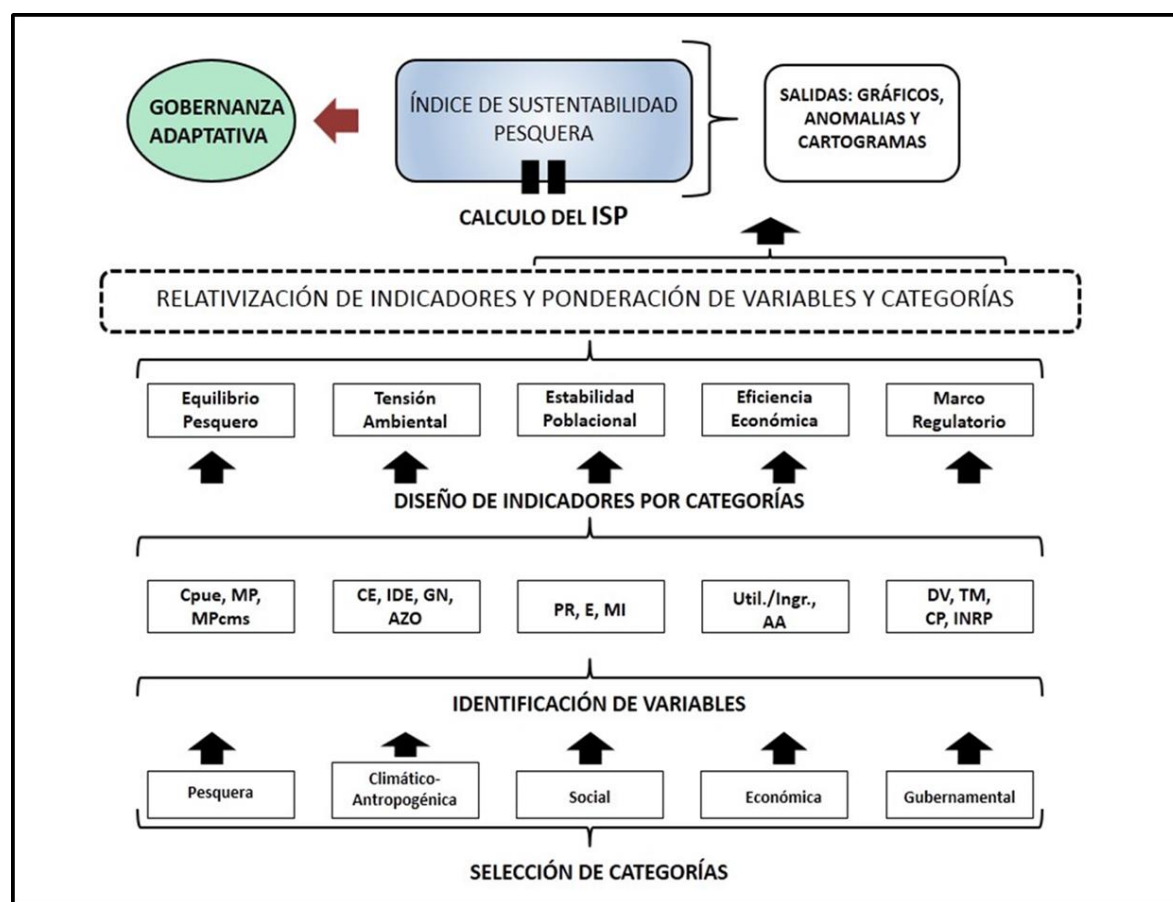 GOBERNANZA
ADAPTATIVA
ÍNDICE DE SUSTENTABILIDAD
PESQUERA
SALIDAS: GRÁFICOS,
ANOMALIAS Y
CARTOGRAMAS
CALCULO DEL ISP
RELATIVIZACIÓN DE INDICADORES Y PONDERACIÓN DE VARIABLES Y CATEGORÍAS
Equilibrio
Pesquero
Tensión
Ambiental
Estabilidad
Poblacional
Eficiencia
Económica
Marco
Regulatorio
DISEÑO DE INDICADORES POR CATEGORÍAS
Cpue, MP,
MPcms
CE, IDE, GN,
AZO
PR, E, MI
Util./Ingr.,
AA
DV, TM,
CP, INRP
IDENTIFICACIÓN DE VARIABLES
Pesquera
Climático-
Antropogénica
Social
Económica
Gubernamental
SELECCIÓN DE CATEGORÍAS